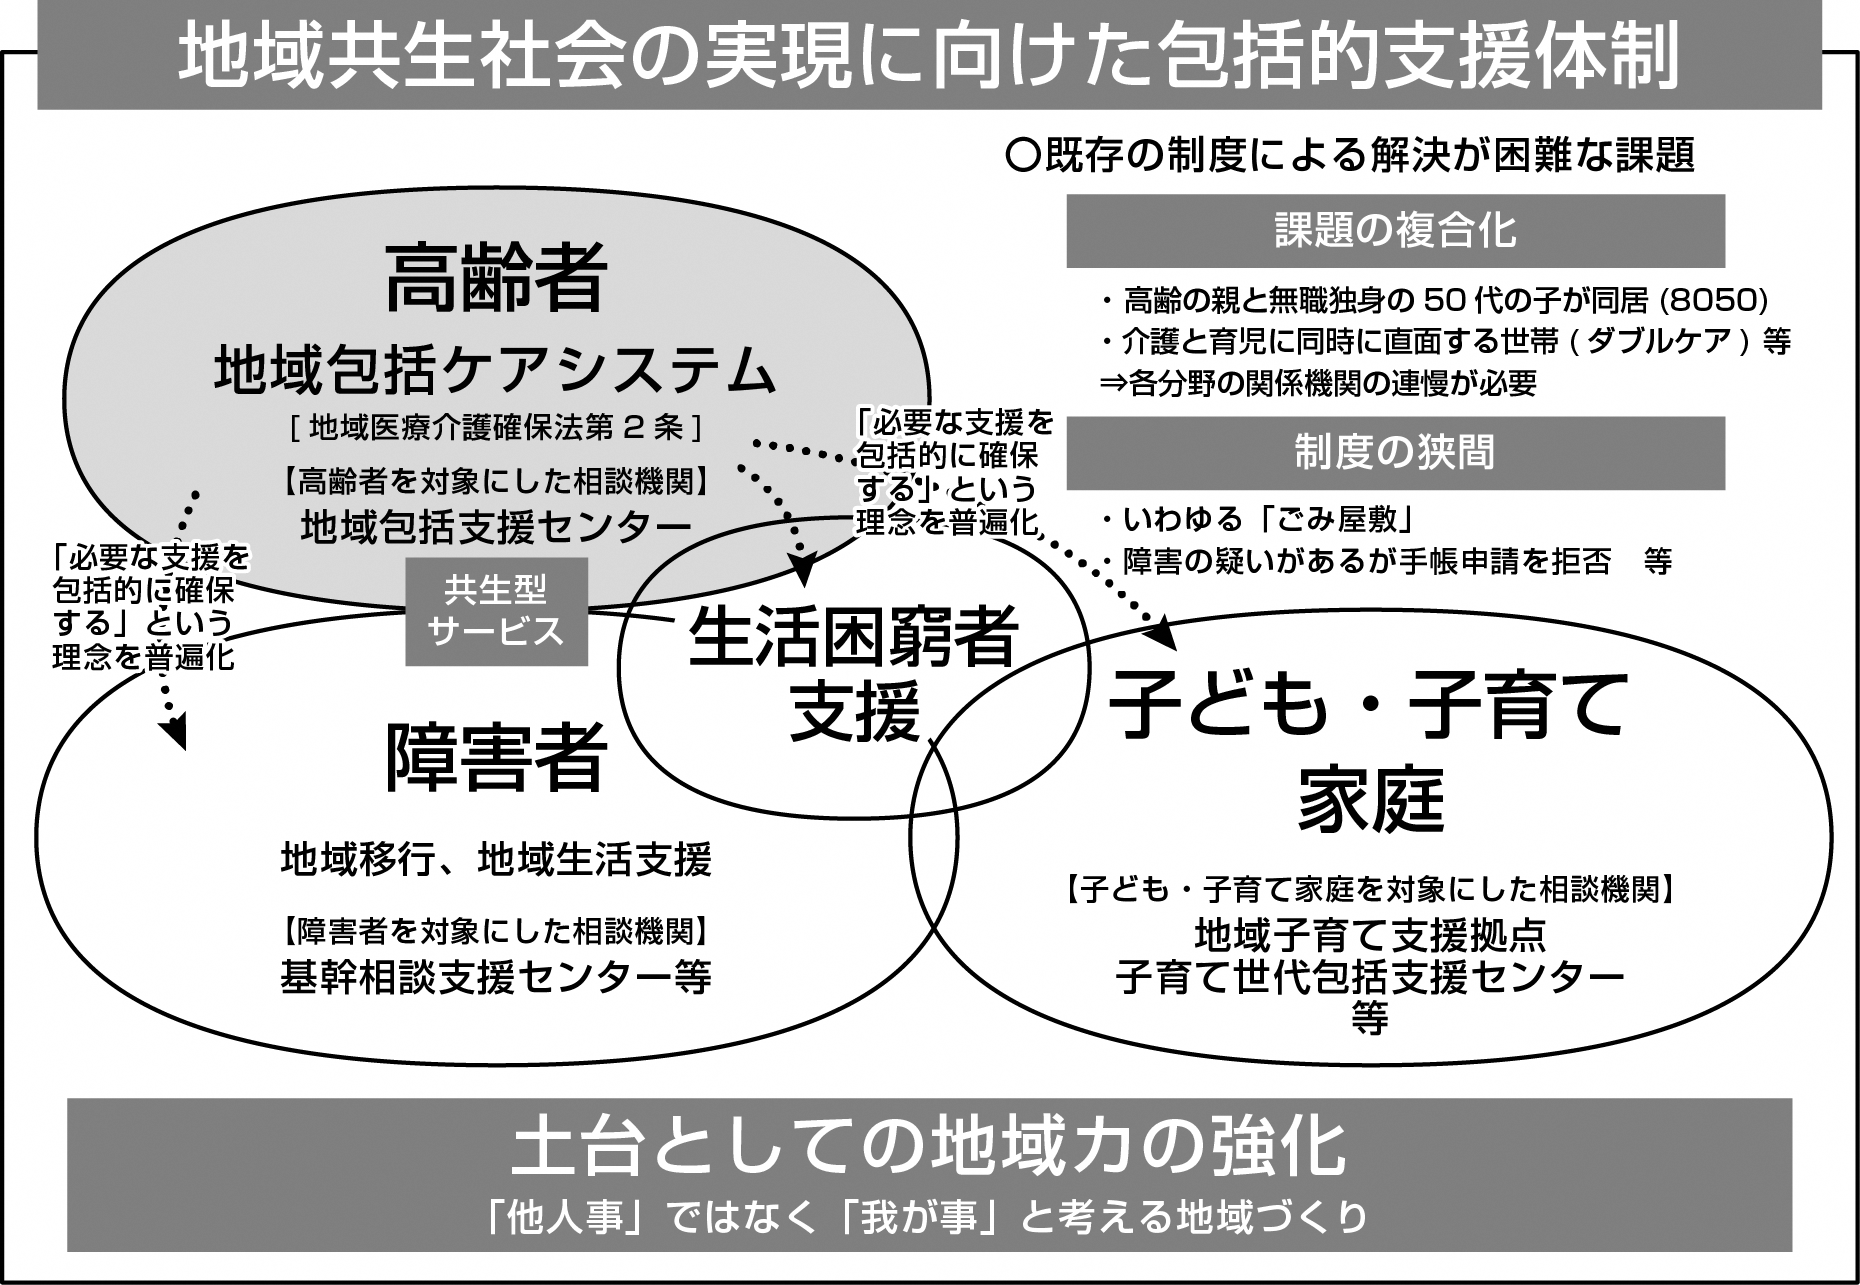 地域共生社会の実現に向けた包括的支援体制
〇既存の制度による解決が困難な課題
課題の複合化
・高齢の親と無職独身の50代の子が同居(8050)
・介護と育児に同時に直面する世帯(ダブルケア)等
⇒各分野の関係機関の連慢が必要
制度の狭間
・いわゆる「ごみ屋敷」
・障害の疑いがあるが手帳申請を拒否 等
高齢者
地域包括ケアシステム
[地域医療介護確保法第2条]
【高齢者を対象にした相談機関】
地域包括支援センター
「必要な支援を
包括的に確保
する」という
理念を普遍化
「必要な支援を
包括的に確保
する」という
理念を普遍化
共生型
サービス
生活困窮者
支援
障害者
地域移行、地域生活支援
【障害者を対象にした相談機関】
基幹相談支援センター等
子ども・子育て
家庭
【子ども・子育て家庭を対象にした相談機関】
地域子育て支援拠点
子育て世代包括支援センター
等
土台としての地域力の強化
「他人事」ではなく「我が事」と考える地域づくり